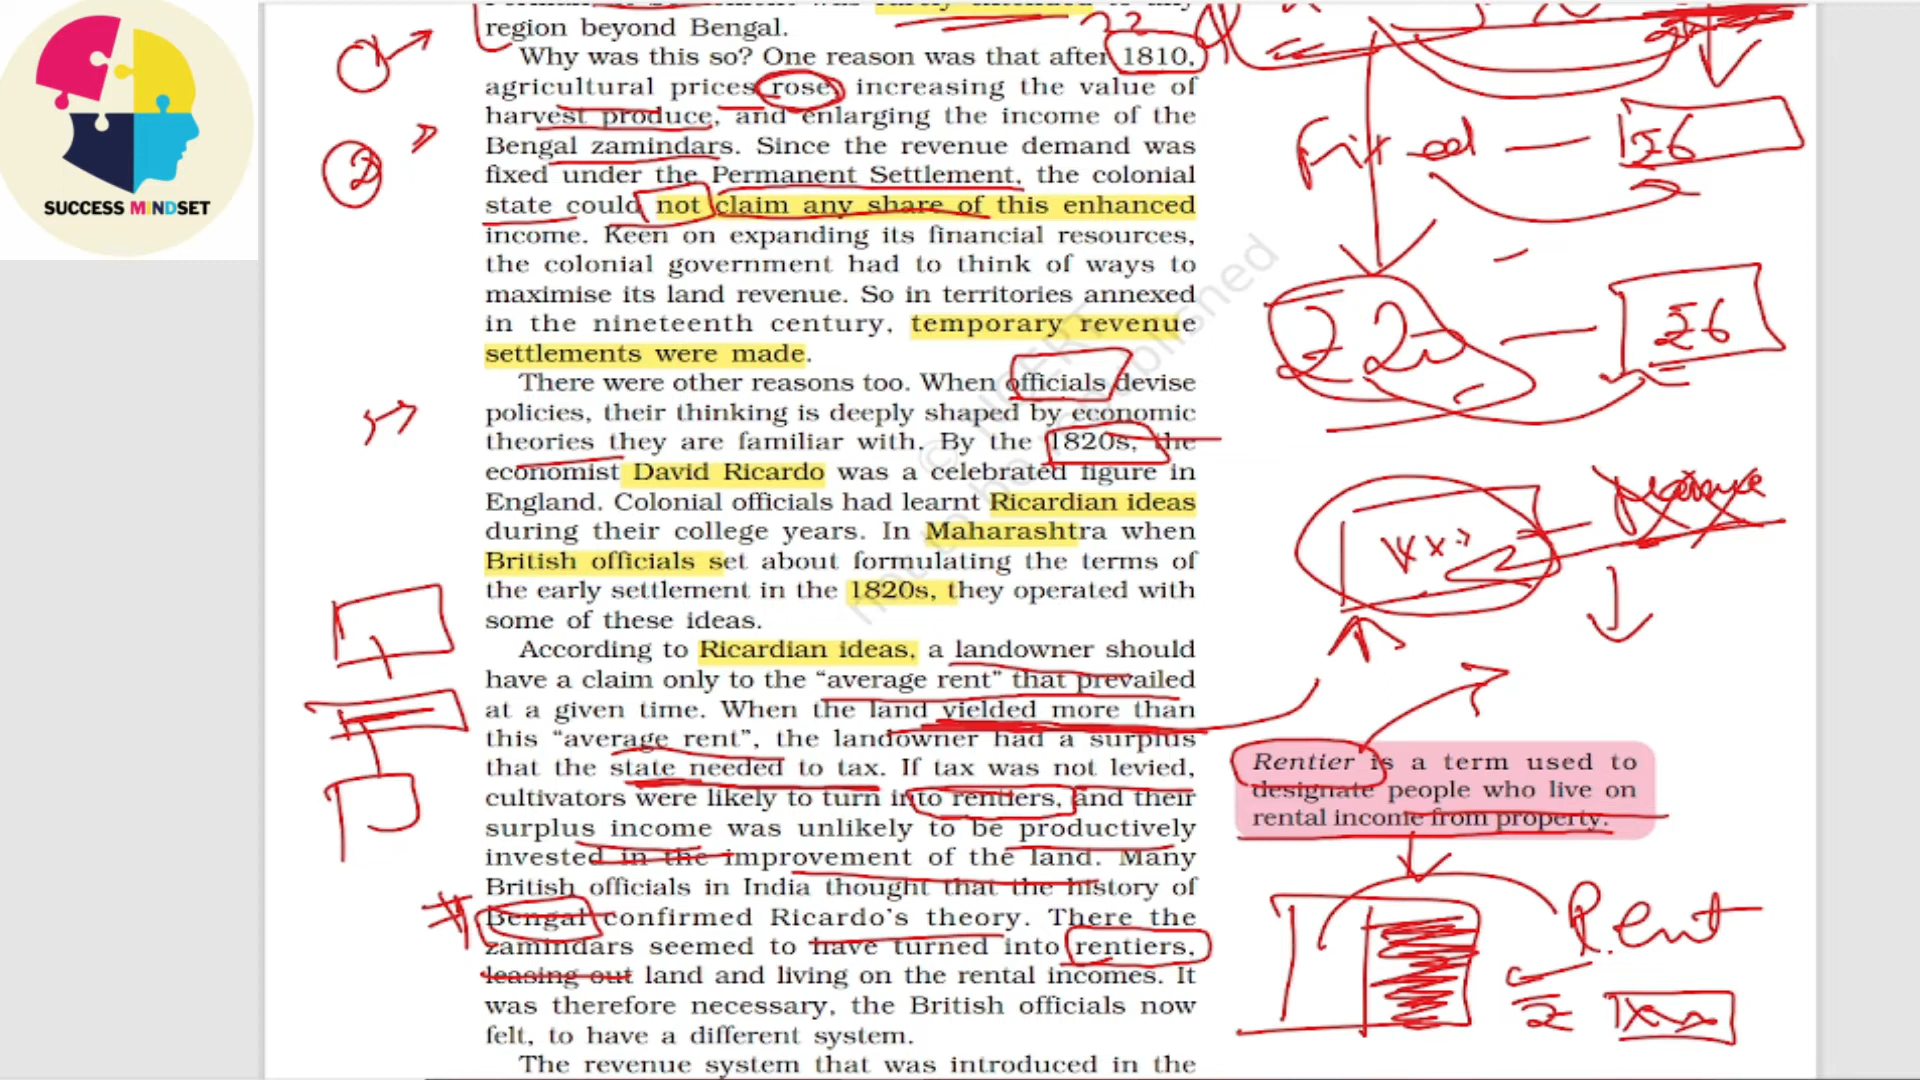 SUCCESS MINDSET
region beyond Bengal.
Why was this so? One reason was that after 1810,
agricultural prices rose, increasing the value of
harvest produce, and enlarging the income of the
Bengal zamindars. Since the revenue demand was
fixed under the Permanent Settlement, the colonial
state could not claim any share of this enhanced
income. Keen on expanding its financial resources,
the colonial government had to think of ways to
maximise its land revenue. So in territories annexed
in the nineteenth century, temporary revenue
settlements were made.
There were other reasons too. When officials devise
policies, their thinking is deeply shaped by economic
theories they are familiar with. By the 1820s, the
economist David Ricardo was a celebrated figure in
England. Colonial officials had learnt Ricardian ideas
during their college years. In Maharashtra when
British officials set about formulating the terms of
the early settlement in the 1820s, they operated with
some of these ideas.
According to Ricardian ideas, a landowner should
have a claim only to the “average rent” that prevailed
at a given time. When the land yielded more than
this “average rent”, the landowner had a surplus
that the state needed to tax. If tax was not levied,
cultivators were likely to turn into rentiers, and their
surplus income was unlikely to be productively
invested in the improvement of the land. Many
British officials in India thought that the history of
Bengal confirmed Ricardo’s theory. There the
zamindars seemed to have turned into rentiers,
leasing out land and living on the rental incomes. It
was therefore necessary, the British officials now
felt, to have a different system.
The revenue system that was introduced in the
1
2
Fixed
Rentier is a term used to
designate people who live on
rental income from property.
Rent